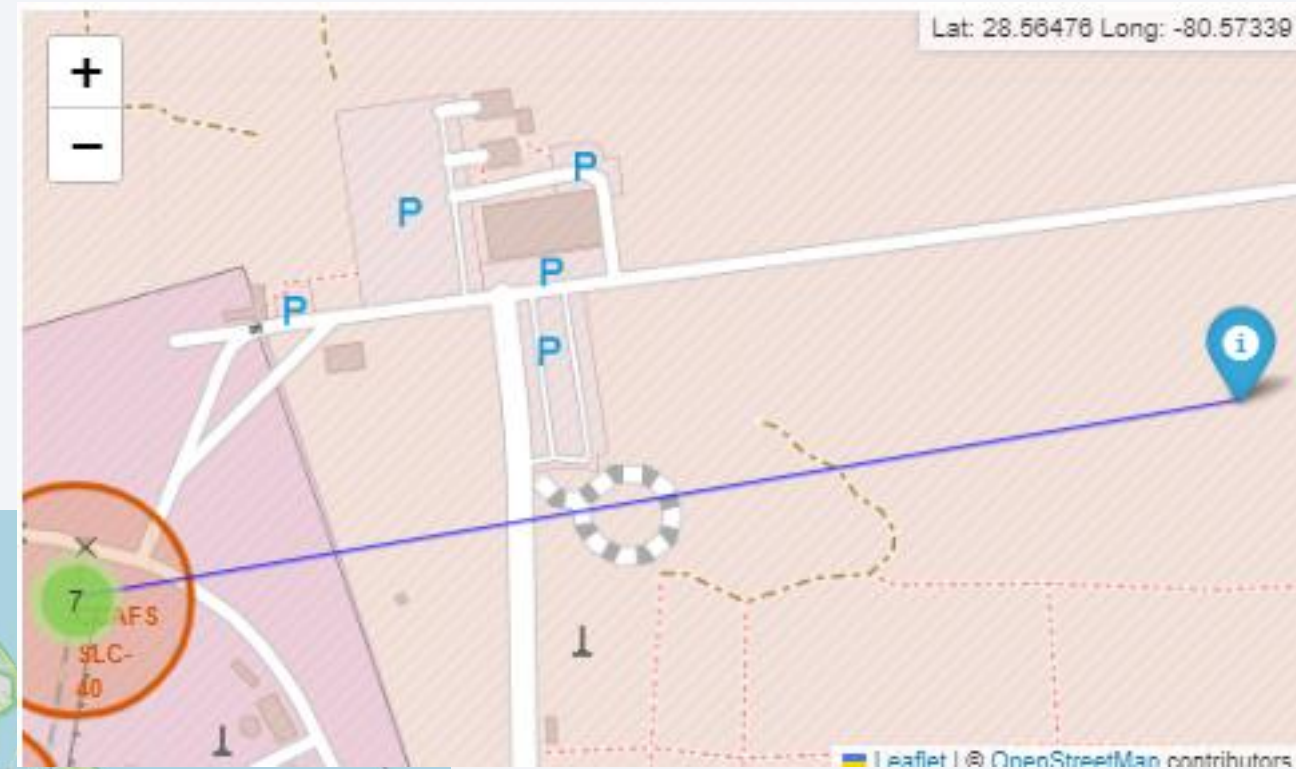 Lat: 28.56476 Long: -80.57339
+
−
P
P
P
P
P
i
7
SLC-
40
Leaflet | © OpenStreetMap contributors